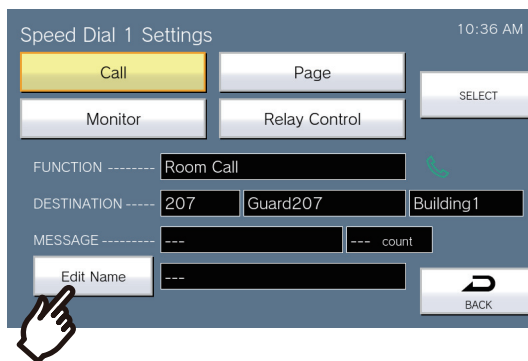 Speed Dial 1 Settings 10:36 AM
Call Page
SELECT
Monitor Relay Control
FUNCTION -------- Room Call
DESTINATION ----- 207 Guard207 Building1
MESSAGE --------- --- --- count
Edit Name ---
BACK